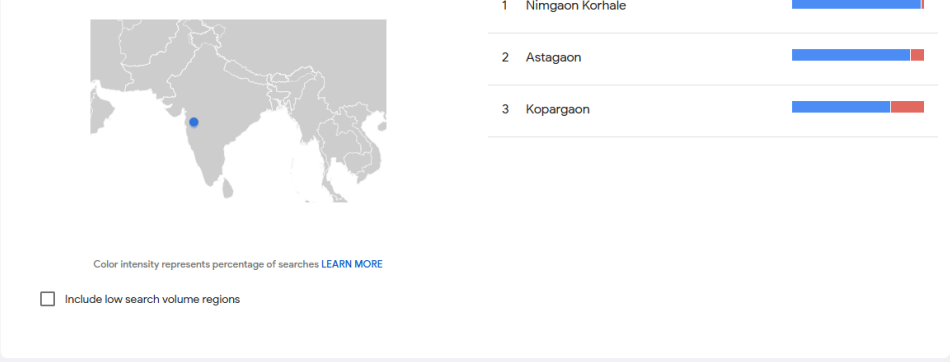 1 Nimgaon Korhale
2 Astagaon
3 Kopargaon
Color intensity represents percentage of searches LEARN MORE
Include low search volume regions